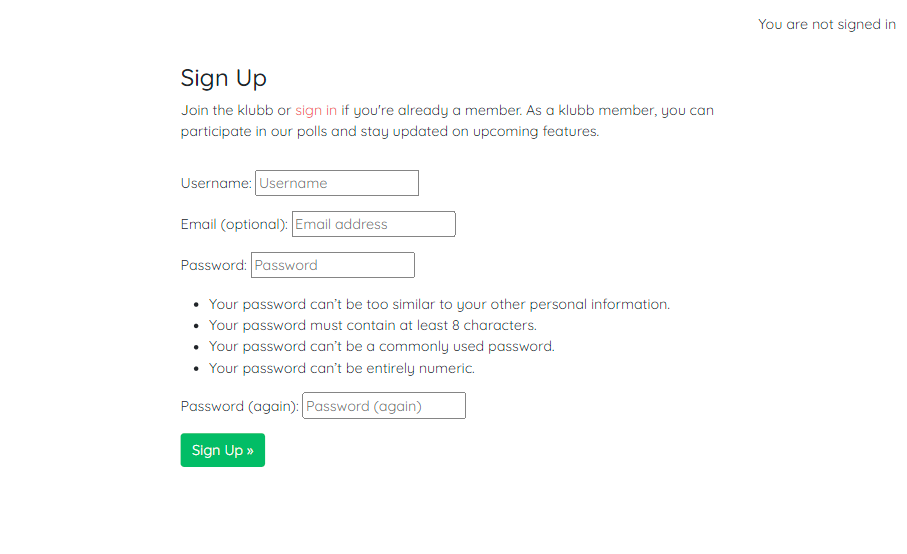 You are not signed in
Sign Up
Join the klubb or sign in if you're already a member. As a klubb member, you can
participate in our polls and stay updated on upcoming features.
Username: Username
Email (optional): Email address
Password: Password
• Your password can't be too similar to your other personal information.
• Your password must contain at least 8 characters.
• Your password can't be a commonly used password.
• Your password can't be entirely numeric.
Password (again): Password (again)
Sign Up »